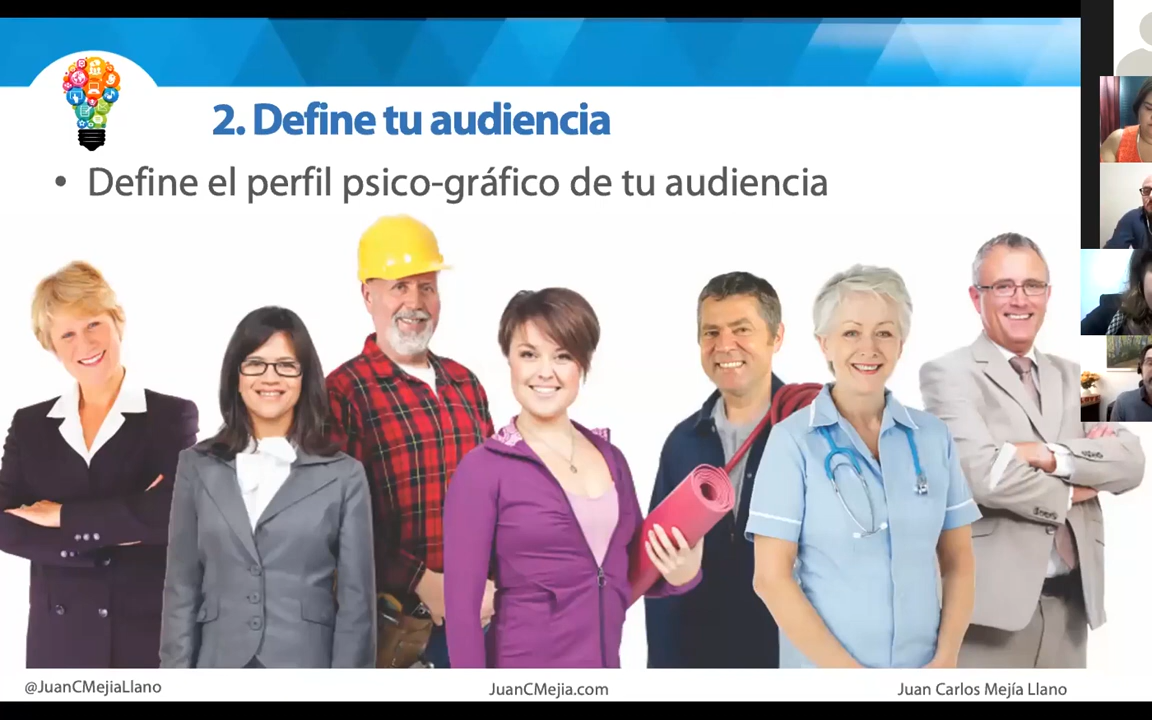 2. Define tu audiencia
• Define el perfil psico-gráfico de tu audiencia
@JuanCMejiaLlano
JuanCMejia.com
Juan Carlos Mejía Llano